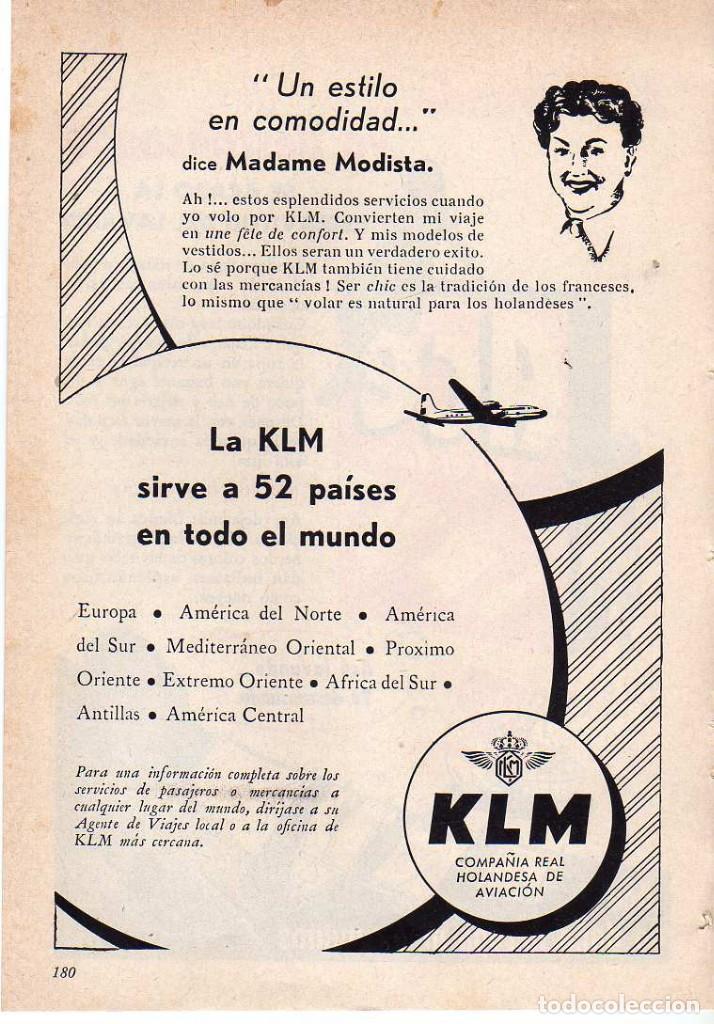 “ Un estilo
en comodidad...”
dice Madame Modista.
Ah !... estos esplendidos servicios cuando
yo volo por KLM. Convierten mi viaje
en une fête de confort. Y mis modelos de
vestidos... Ellos seran un verdadero exito.
Lo sé porque KLM también tiene cuidado
con las mercancías ! Ser chic es la tradición de los franceses,
lo mismo que “ volar es natural para los holandeses ”.
La KLM
sirve a 52 países
en todo el mundo
Europa • América del Norte • América
del Sur • Mediterráneo Oriental • Proximo
Oriente • Extremo Oriente • Africa del Sur •
Antillas • América Central
Para una información completa sobre los
servicios de pasajeros o mercancías a
cualquier lugar del mundo, diríjase a su
Agente de Viajes local o a la oficina de
KLM más cercana.
KLM
KLM
COMPAÑIA REAL
HOLANDESA DE
AVIACIÓN
180
todocoleccion